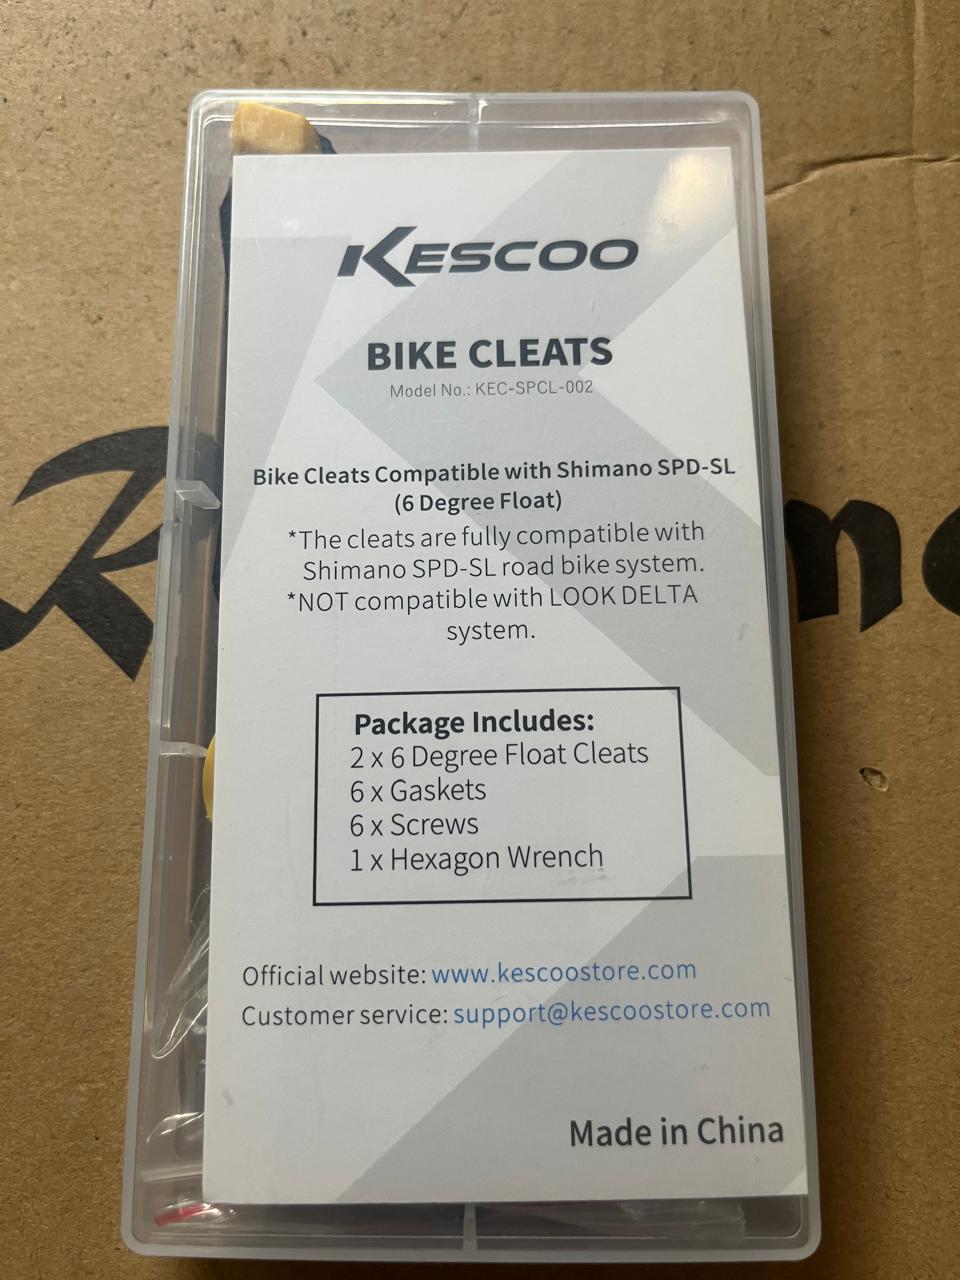 KESCOO
BIKE CLEATS
Model No.: KEC-SPCL-002
Bike Cleats Compatible with Shimano SPD-SL
(6 Degree Float)
*The cleats are fully compatible with
Shimano SPD-SL road bike system.
*NOT compatible with LOOK DELTA
system.
Package Includes:
2 x 6 Degree Float Cleats
6 x Gaskets
6 x Screws
1 x Hexagon Wrench
Official website: www.kescoostore.com
Customer service: support@kescoostore.com
Made in China